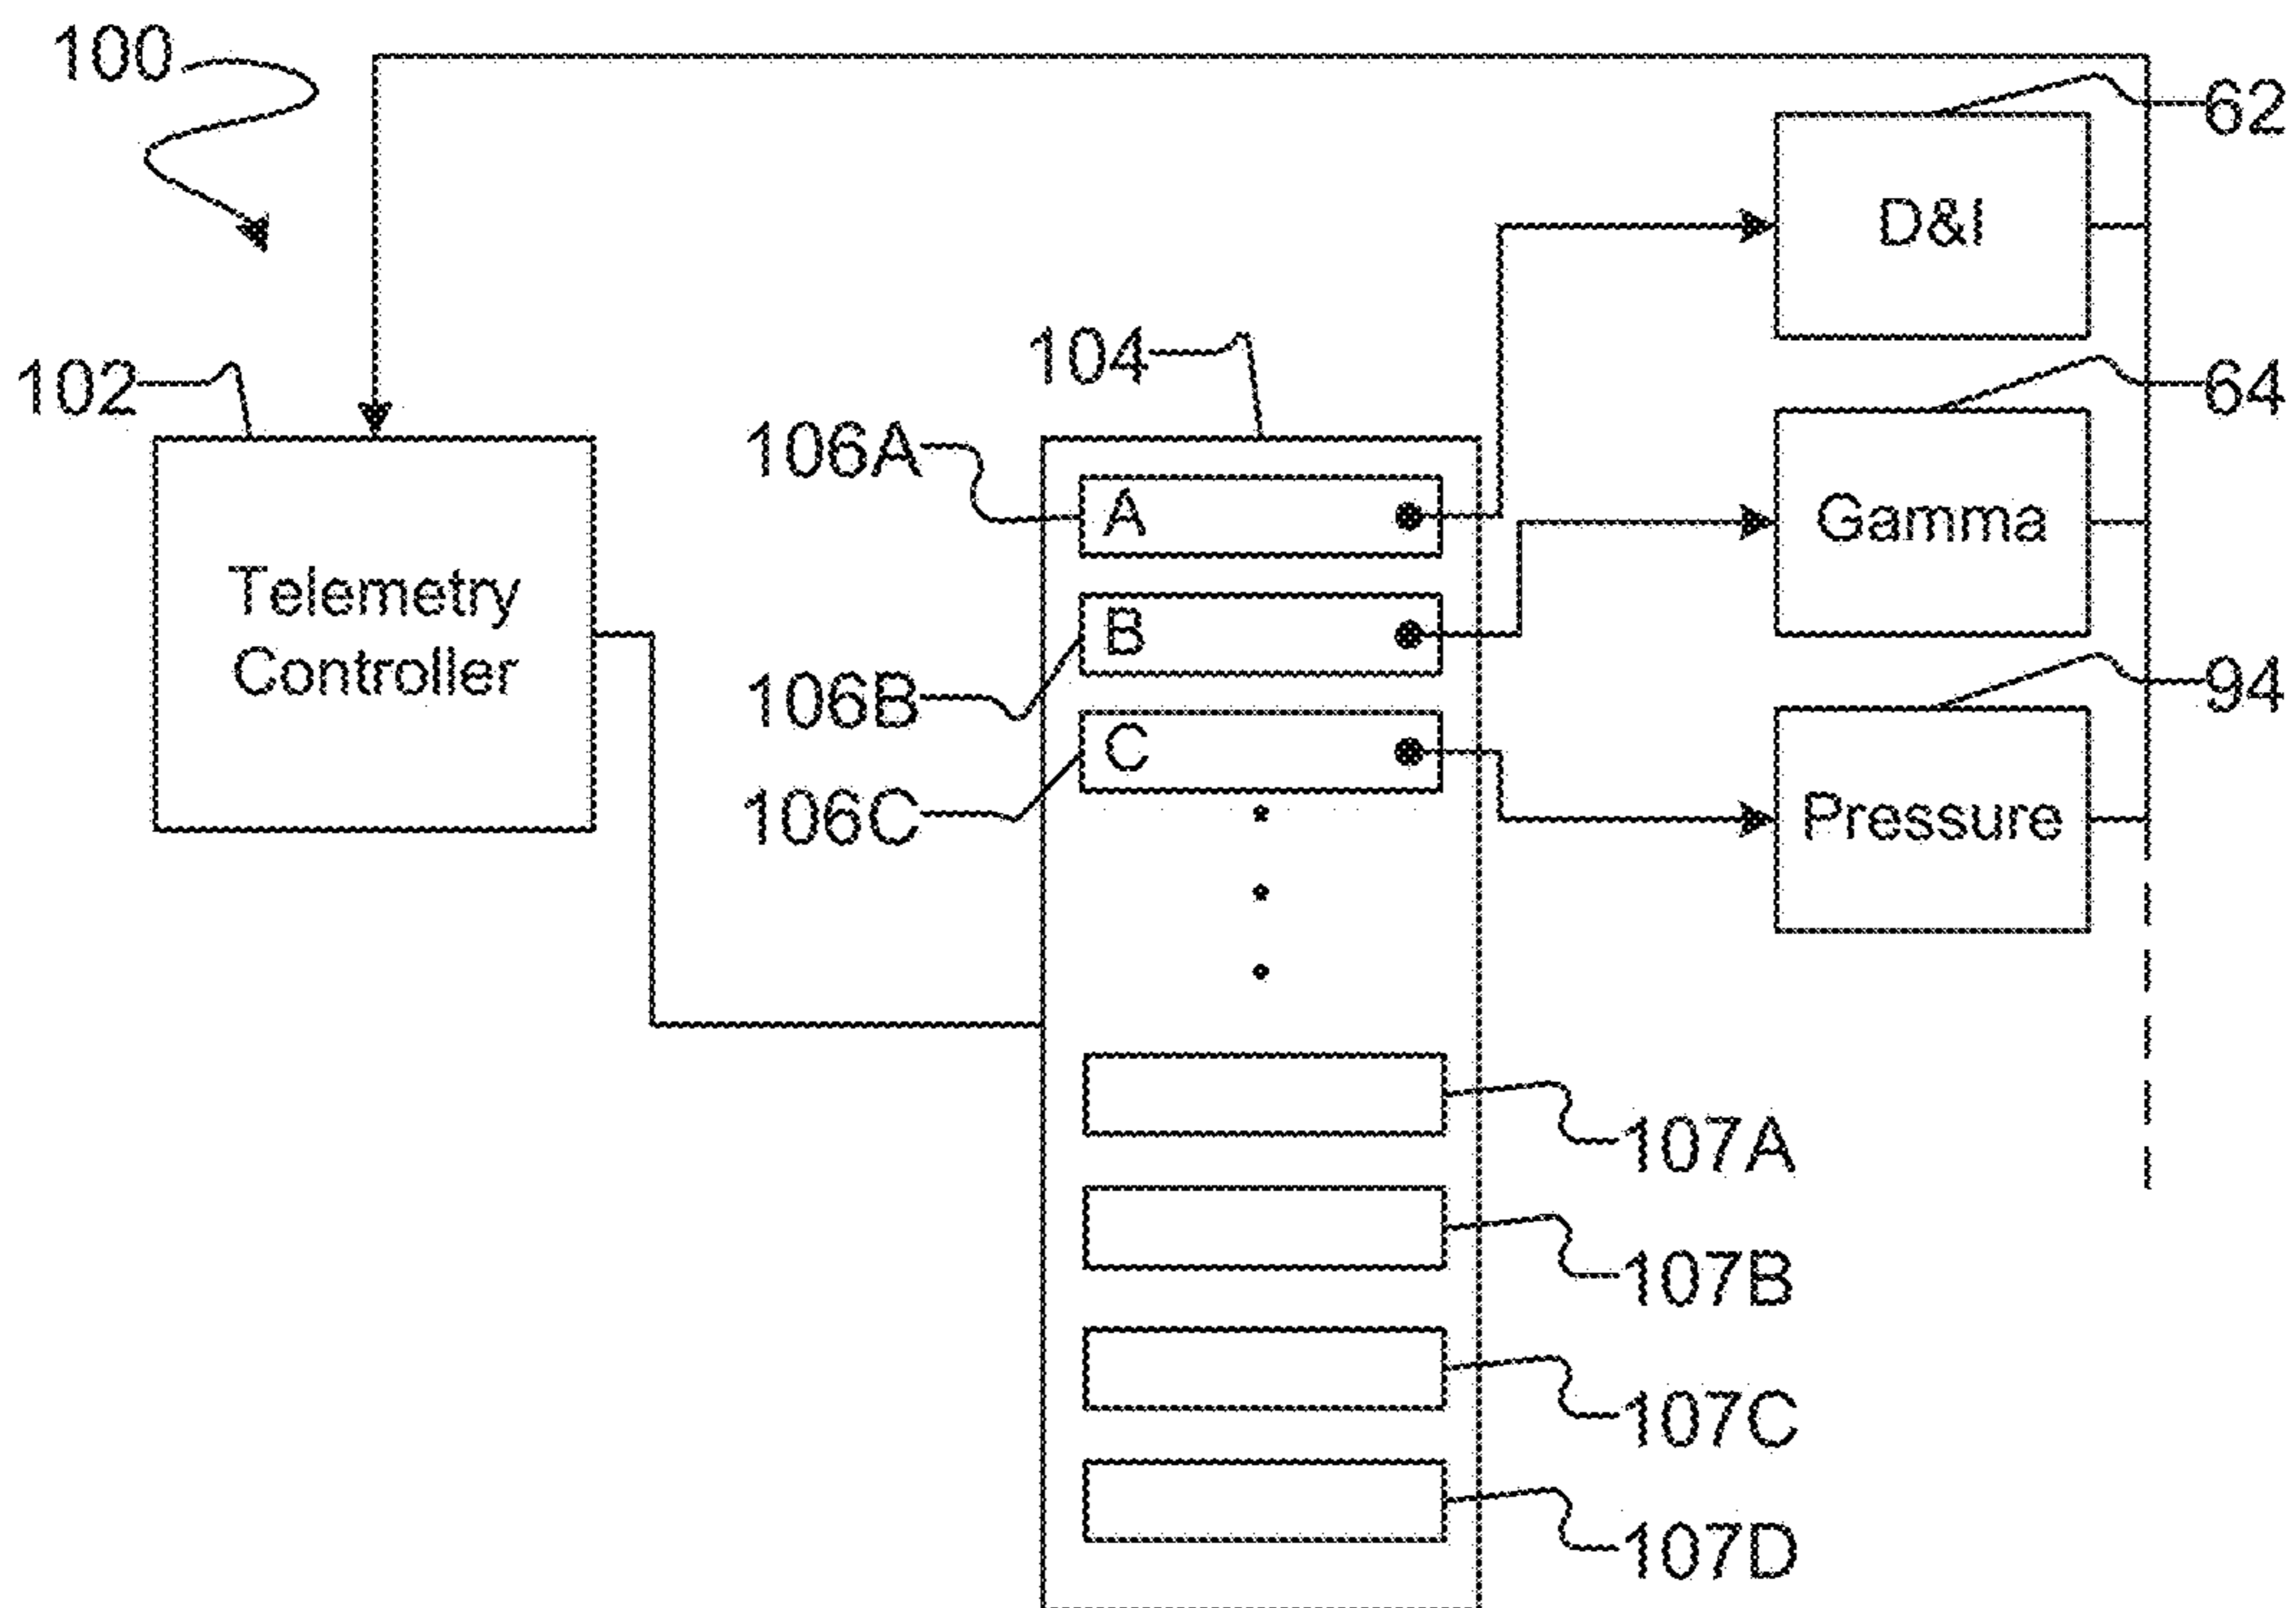 100
62
D&I
104
102
64
106A
A
Gamma
Telemetry
Controller
B
106B
94
C
106C
Pressure
107A
107B
107C
107D